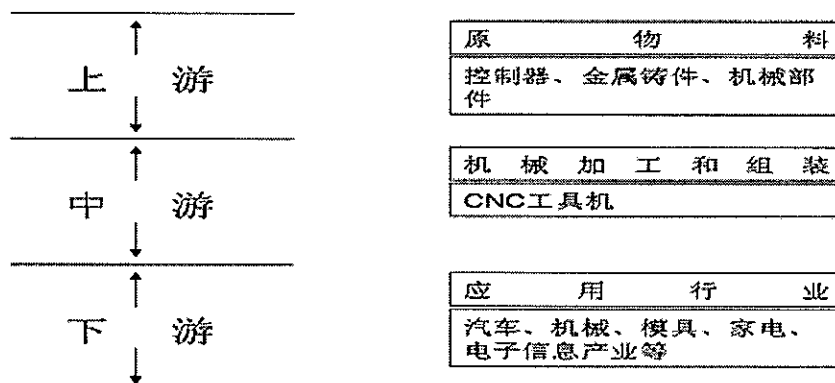 上 游
原 物 料
控制器、金属铸件、机械部
件
中 游
机 械 加 工 和 組 装
CNC工具机
下 游
应 用 行 业
汽车、机械、模具、家电、
电子信息产业等